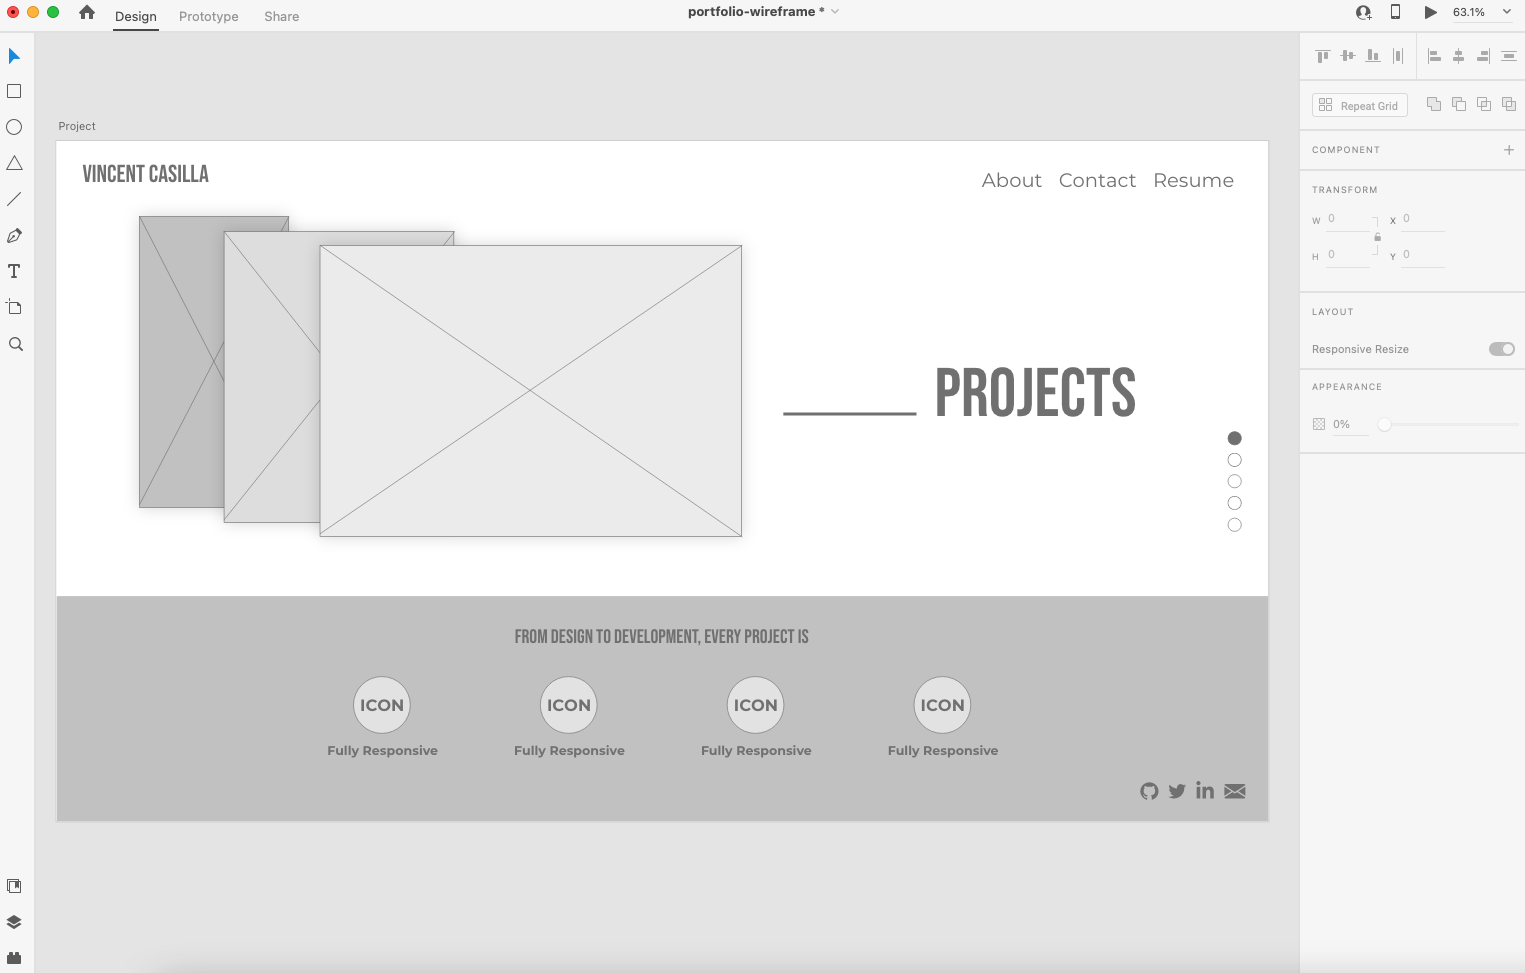 Design Prototype Share portfolio-wireframe * 63.1%
Repeat Grid
Project
COMPONENT
VINCENT CASILLA
About Contact Resume
TRANSFORM
W 0 X 0
H 0 Y 0
LAYOUT
Responsive Resize
PROJECTS
APPEARANCE
0%
FROM DESIGN TO DEVELOPMENT, EVERY PROJECT IS
ICON ICON ICON ICON
Fully Responsive Fully Responsive Fully Responsive Fully Responsive
in